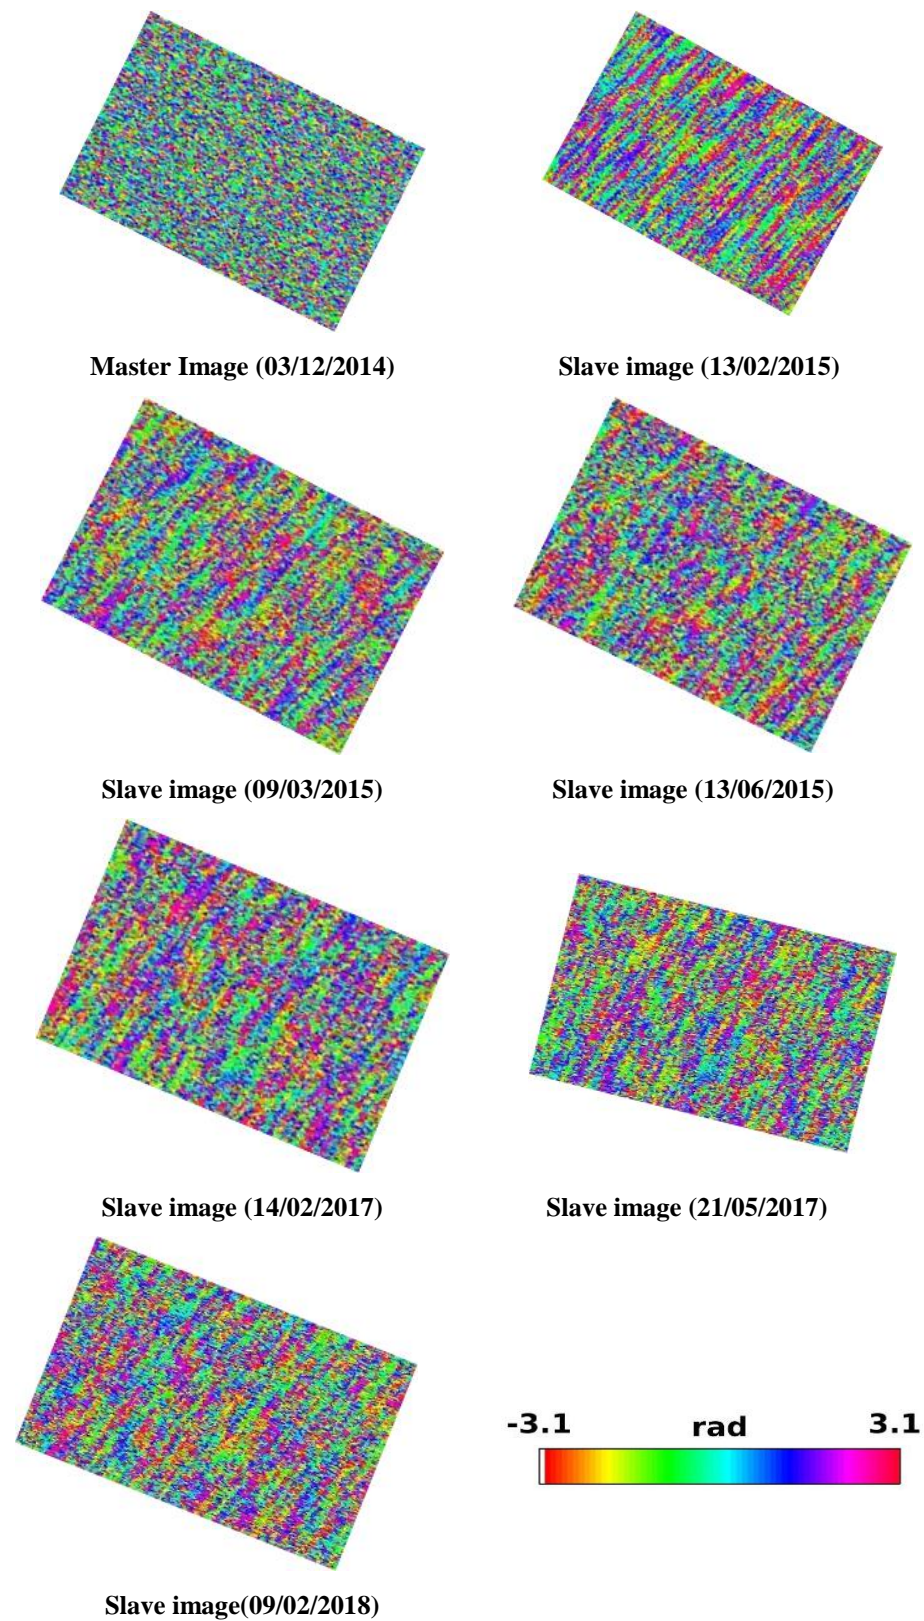 Master Image (03/12/2014)
Slave image (13/02/2015)
Slave image (09/03/2015)
Slave image (13/06/2015)
Slave image (14/02/2017)
Slave image (21/05/2017)
-3.1 rad 3.1
Slave image(09/02/2018)